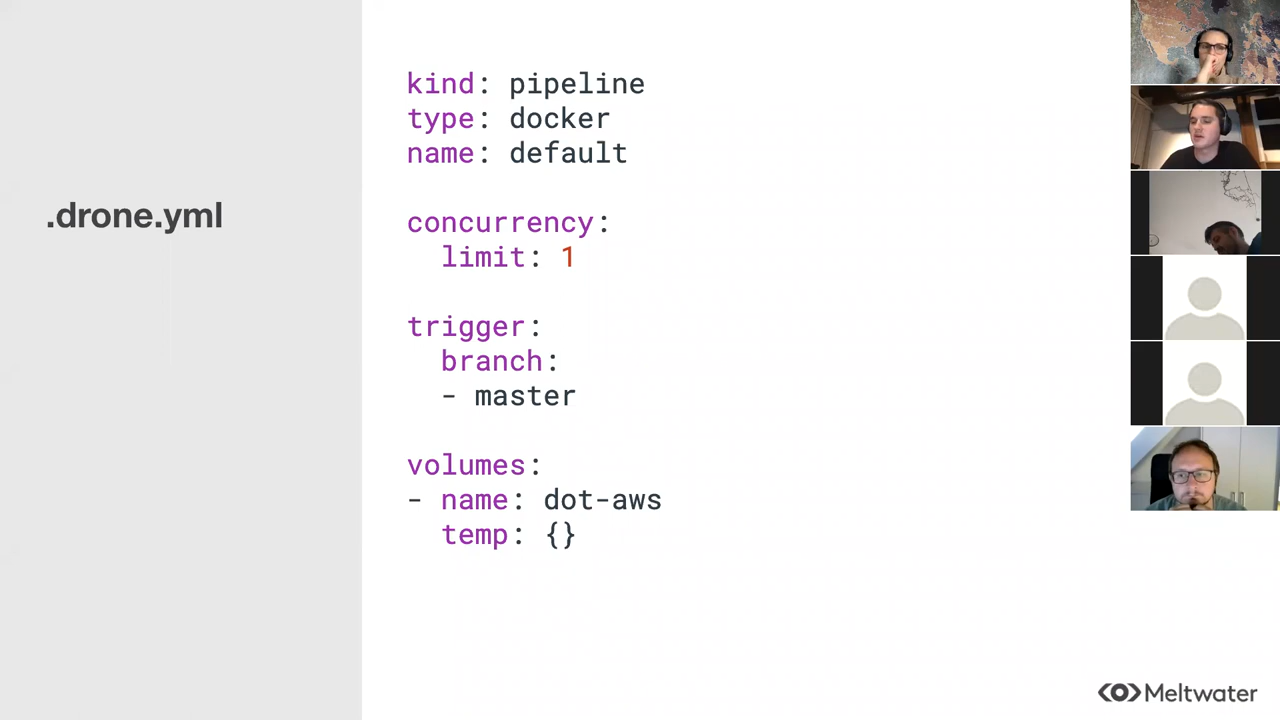 .drone.yml
kind: pipeline
type: docker
name: default
concurrency:
  limit: 1
trigger:
  branch:
  - master
volumes:
- name: dot-aws
  temp: {}
Meltwater